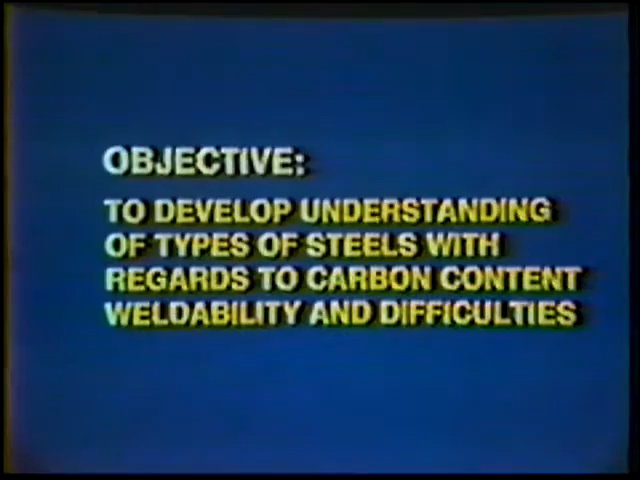 OBJECTIVE:
TO DEVELOP UNDERSTANDING
OF TYPES OF STEELS WITH
REGARDS TO CARBON CONTENT
WELDABILITY AND DIFFICULTIES